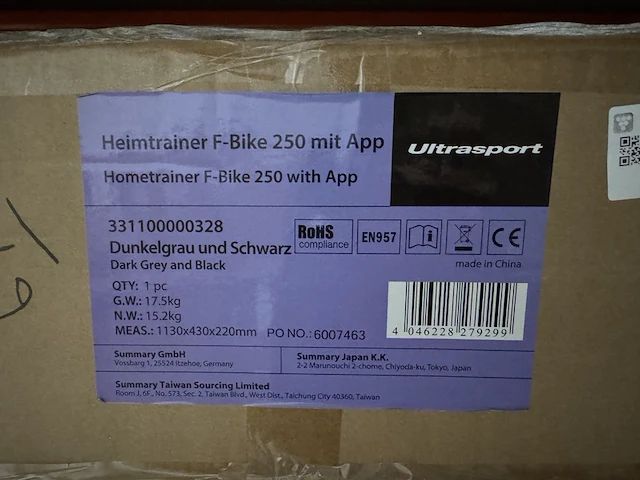 Heimtrainer F-Bike 250 mit App
Hometrainer F-Bike 250 with App
Ultrasport
331100000328
Dunkelgrau und Schwarz
Dark Grey and Black
RoHS
compliance
EN957
CE
made in China
QTY: 1 pc
G.W.: 17.5kg
N.W.: 15.2kg
MEAS.: 1130x430x220mm PO NO.: 6007463
4 046228 279299
Summary GmbH
Vossbarg 1, 25524 Itzehoe, Germany
Summary Japan K.K.
2-2 Marunouchi 2-chome, Chiyoda-ku, Tokyo, Japan
Summary Taiwan Sourcing Limited
Room J, 6F., No. 573, Sec. 2, Taiwan Blvd., West Dist., Taichung City 40360, Taiwan